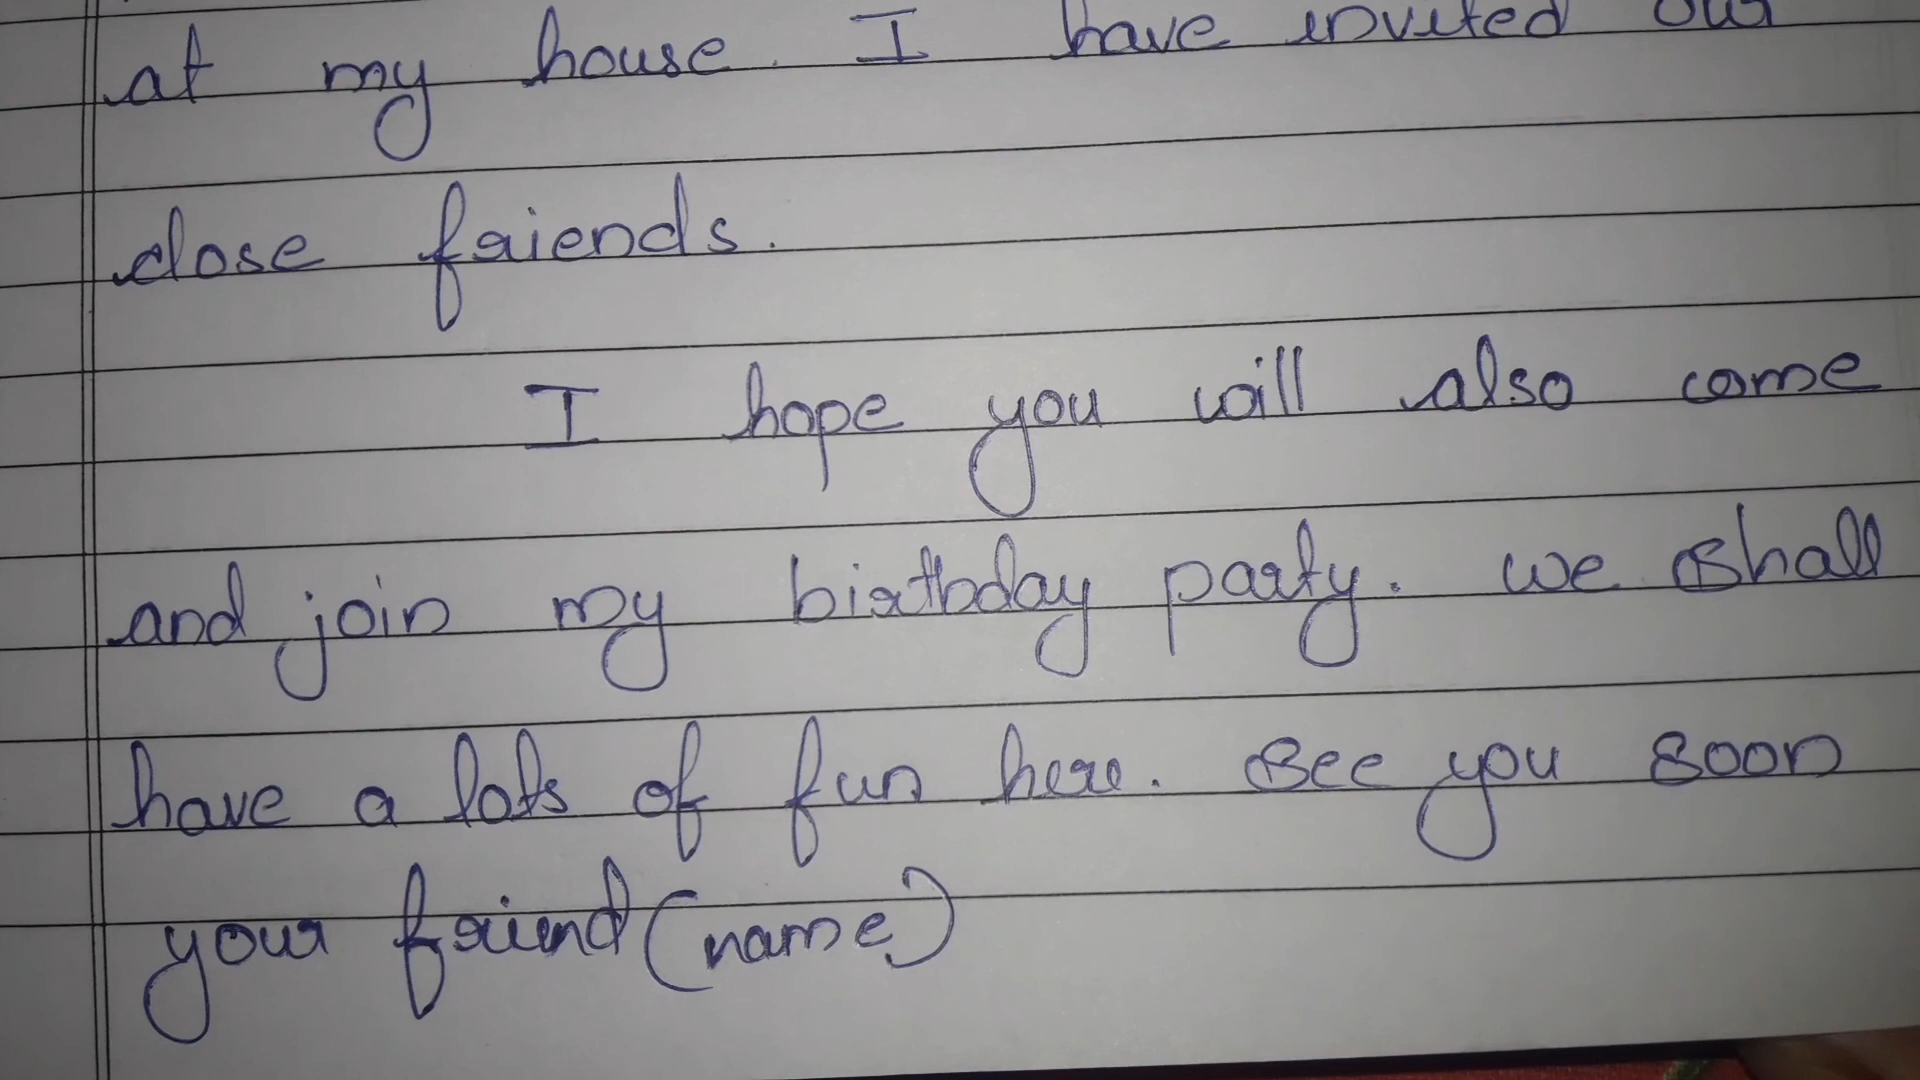 at my house. I have invited our
close friends.
I hope you will also come
and join my birthday party. we shall
have a lots of fun here. See you soon
your friend (name)